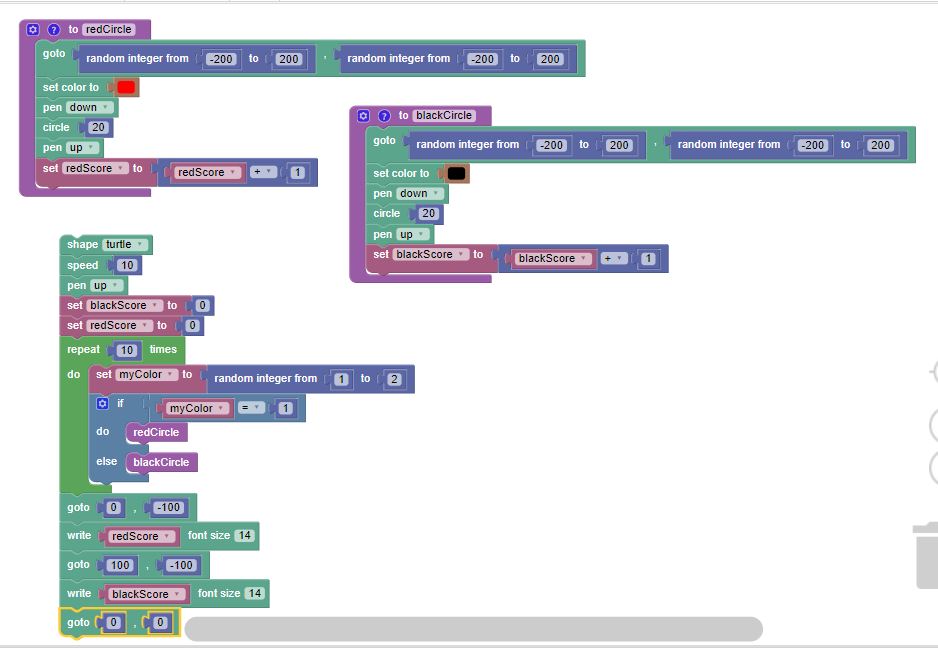 ? to redCircle
goto random integer from -200 to 200 , random integer from -200 to 200
set color to
pen down
circle 20
pen up
set redScore to redScore + 1
? to blackCircle
goto random integer from -200 to 200 , random integer from -200 to 200
set color to
pen down
circle 20
pen up
set blackScore to blackScore + 1
shape turtle
speed 10
pen up
set blackScore to 0
set redScore to 0
repeat 10 times
do set myColor to random integer from 1 to 2
if myColor = 1
do redCircle
else blackCircle
goto 0 , -100
write redScore font size 14
goto 100 , -100
write blackScore font size 14
goto 0 , 0